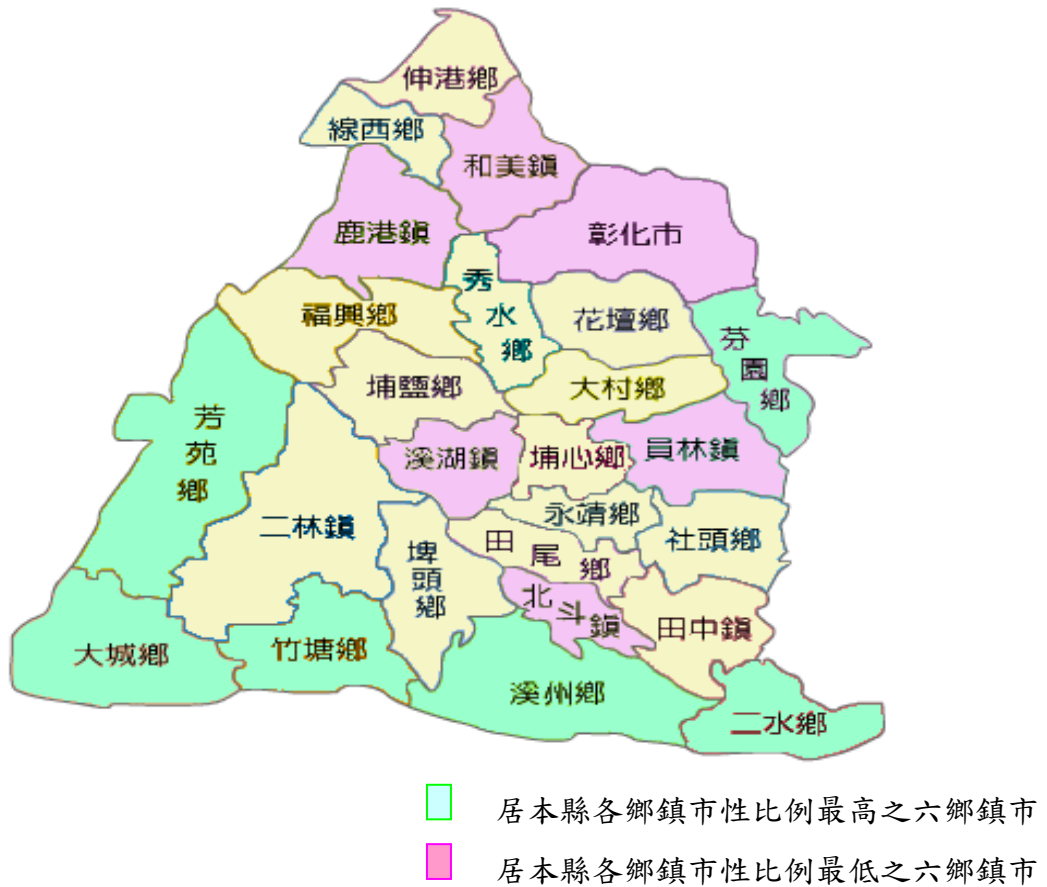 伸港鄉
線西鄉
和美鎮
鹿港鎮
彰化市
秀水鄉
福興鄉
花壇鄉
芬園鄉
埔鹽鄉
大村鄉
芳苑鄉
溪湖鎮
埔心鄉
員林鎮
二林鎮
永靖鄉
田尾鄉
社頭鄉
埤頭鄉
北斗鎮
田中鎮
大城鄉
竹塘鄉
溪州鄉
二水鄉
居本縣各鄉鎮市性比例最高之六鄉鎮市
居本縣各鄉鎮市性比例最低之六鄉鎮市